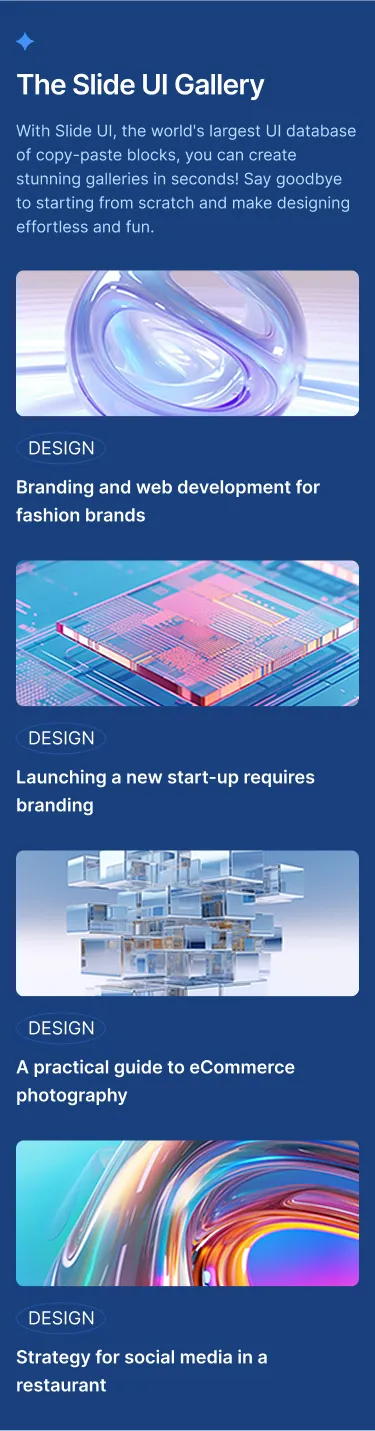 The Slide UI Gallery
With Slide UI, the world's largest UI database
of copy-paste blocks, you can create
stunning galleries in seconds! Say goodbye
to starting from scratch and make designing
effortless and fun.
DESIGN
Branding and web development for
fashion brands
DESIGN
Launching a new start-up requires
branding
DESIGN
A practical guide to eCommerce
photography
DESIGN
Strategy for social media in a
restaurant